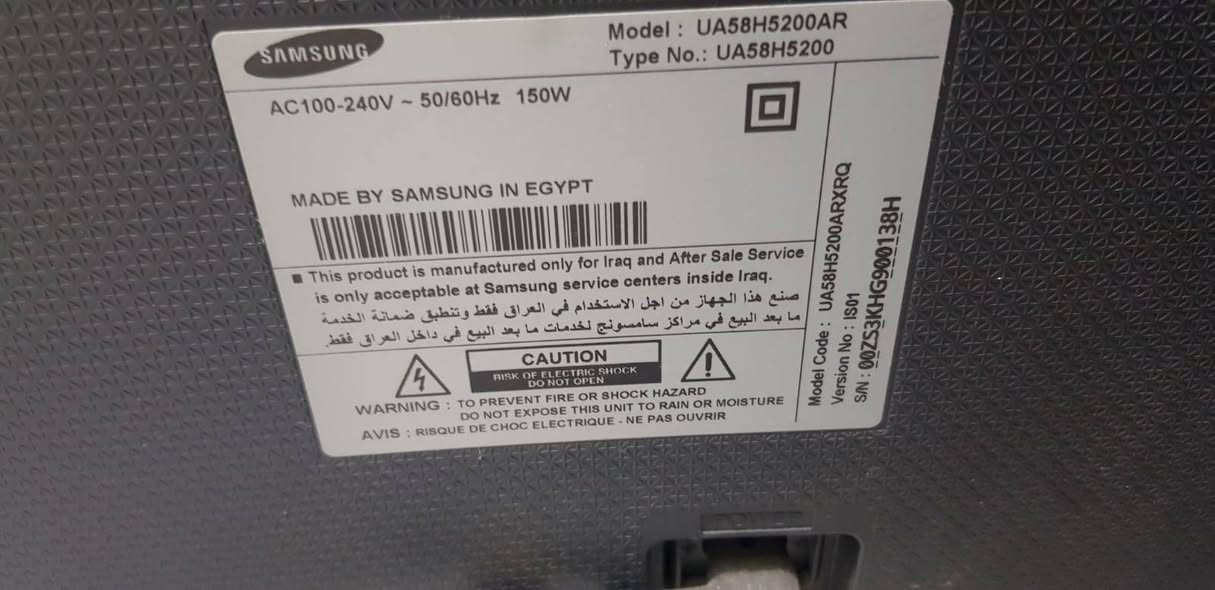 SAMSUNG
Model : UA58H5200AR
Type No.: UA58H5200
AC100-240V ~ 50/60Hz 150W
MADE BY SAMSUNG IN EGYPT
■ This product is manufactured only for Iraq and After Sale Service
is only acceptable at Samsung service centers inside Iraq.
صنع هذا الجهاز من اجل الاستخدام في العراق فقط وتنطبق ضمانة الخدمة
ما بعد البيع في مراكز سامسونج لخدمات ما بعد البيع في داخل العراق فقط.
CAUTION
RISK OF ELECTRIC SHOCK
DO NOT OPEN
WARNING : TO PREVENT FIRE OR SHOCK HAZARD
DO NOT EXPOSE THIS UNIT TO RAIN OR MOISTURE
AVIS : RISQUE DE CHOC ELECTRIQUE - NE PAS OUVRIR
Model Code : UA58H5200ARXRQ
Version No : IS01
S/N : 00ZS3KHG900138H